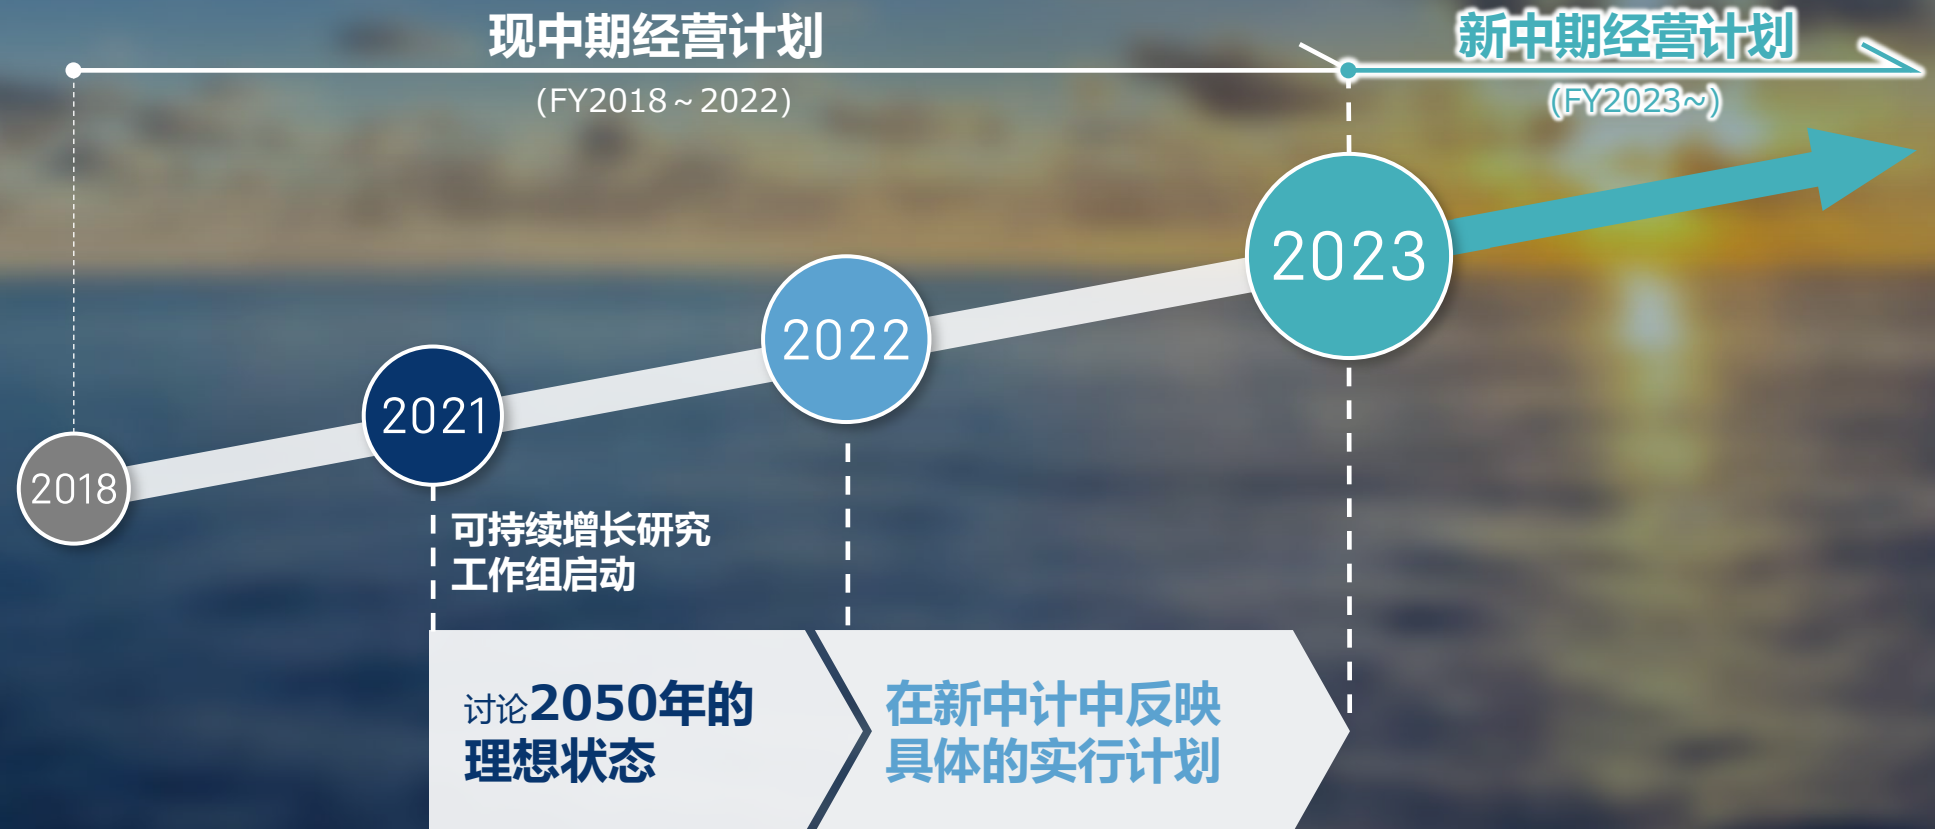 现中期经营计划
(FY2018～2022)
新中期经营计划
(FY2023~)
2023
2022
2021
2018
可持续增长研究
工作组启动
讨论2050年的
理想状态
在新中计中反映
具体的实行计划